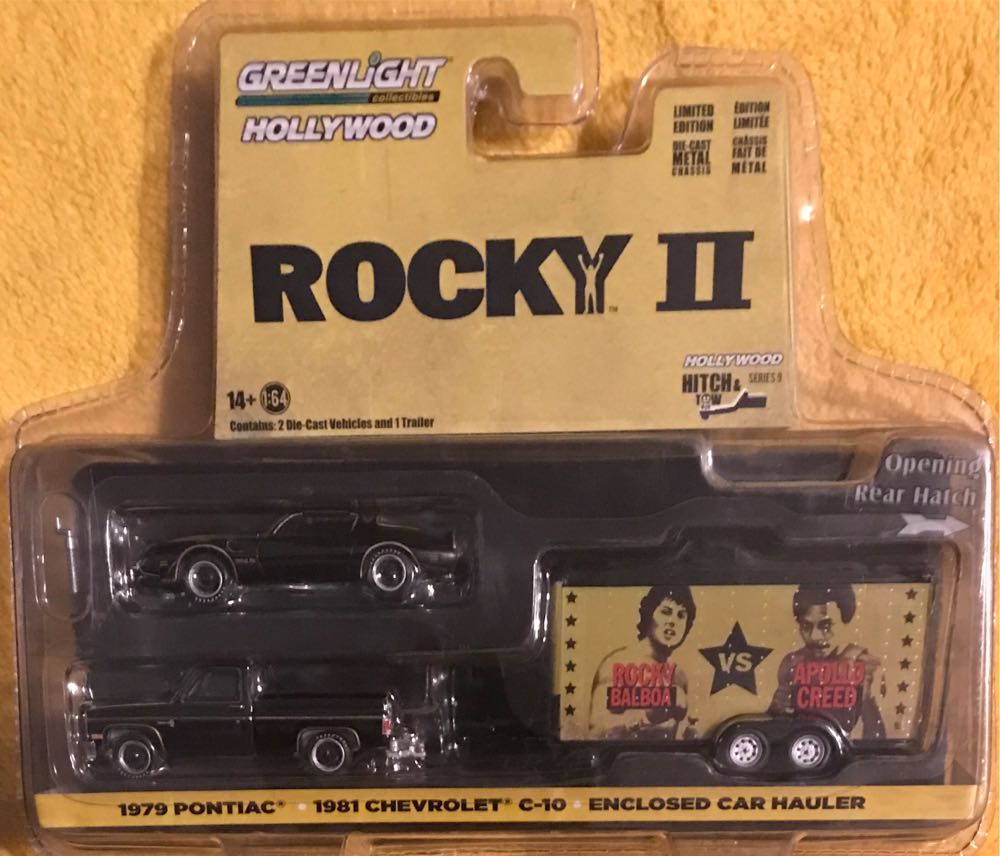 GREENLiGHT
collectibles
HOLLYWOOD
LIMITED EDITION
DIE-CAST METAL CHASSIS
ÉDITION LIMITÉE
CHÂSSIS FAIT DE MÉTAL
ROCKY II™
HOLLYWOOD
HITCH & TOW
SERIES 9
14+ 1:64
Contains: 2 Die-Cast Vehicles and 1 Trailer
Opening
Rear Hatch
ROCKY BALBOA
VS
APOLLO CREED
1979 PONTIAC® • 1981 CHEVROLET® C-10 • ENCLOSED CAR HAULER